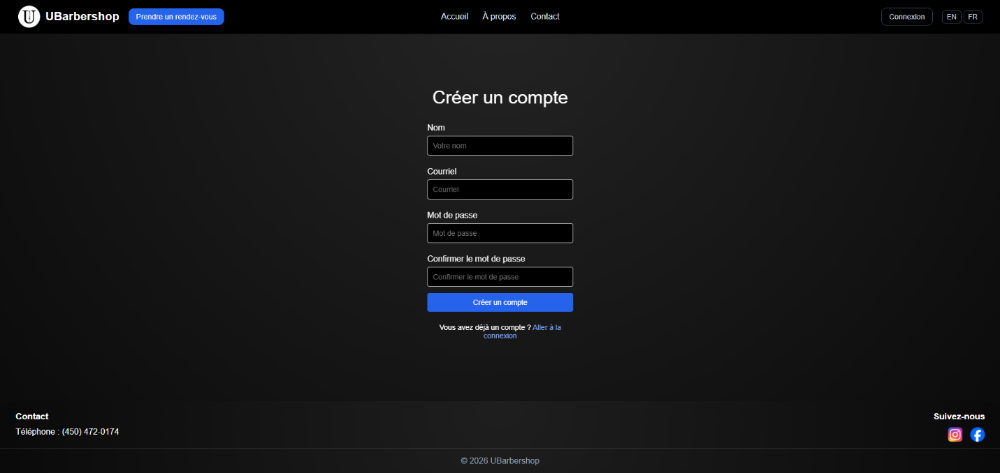 U
UBarbershop
Prendre un rendez-vous
Accueil
À propos
Contact
Connexion
EN
FR
Créer un compte
Nom
Votre nom
Courriel
Courriel
Mot de passe
Mot de passe
Confirmer le mot de passe
Confirmer le mot de passe
Créer un compte
Vous avez déjà un compte ? Aller à la
connexion
Contact
Suivez-nous
Téléphone : (450) 472-0174
© 2026 UBarbershop